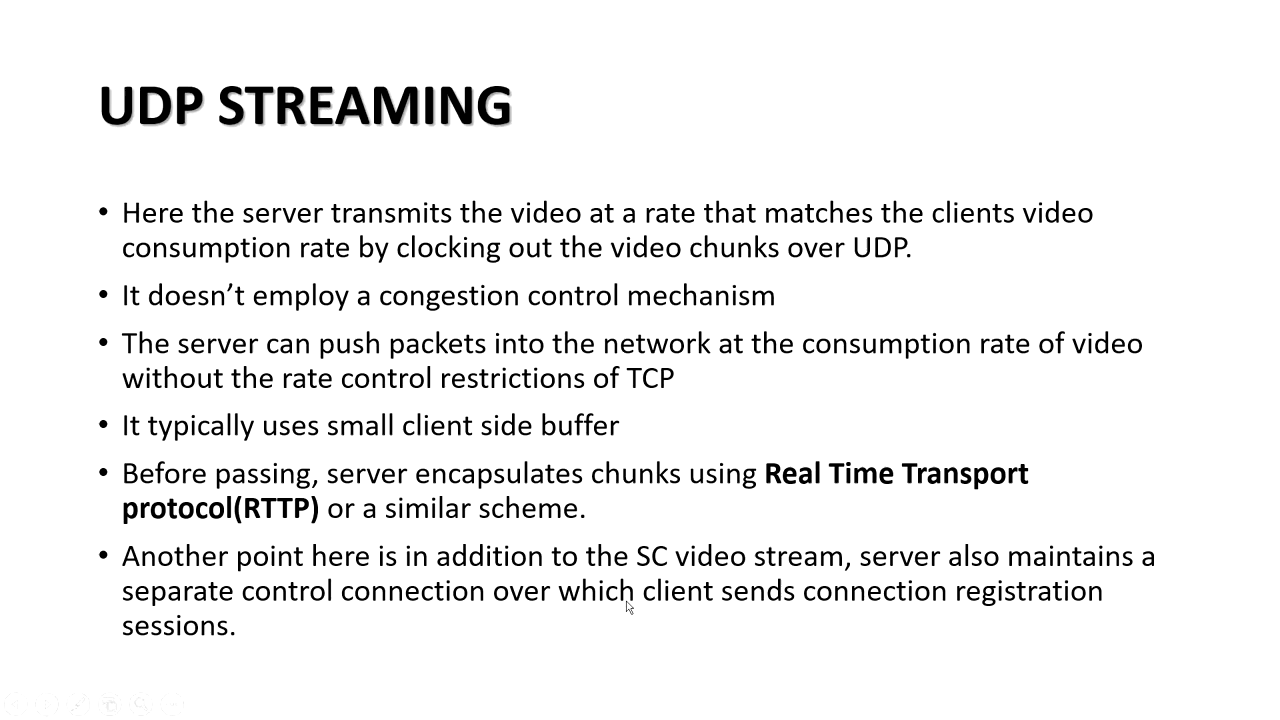 UDP STREAMING
• Here the server transmits the video at a rate that matches the clients video
consumption rate by clocking out the video chunks over UDP.
• It doesn’t employ a congestion control mechanism
• The server can push packets into the network at the consumption rate of video
without the rate control restrictions of TCP
• It typically uses small client side buffer
• Before passing, server encapsulates chunks using Real Time Transport
protocol(RTTP) or a similar scheme.
• Another point here is in addition to the SC video stream, server also maintains a
separate control connection over which client sends connection registration
sessions.